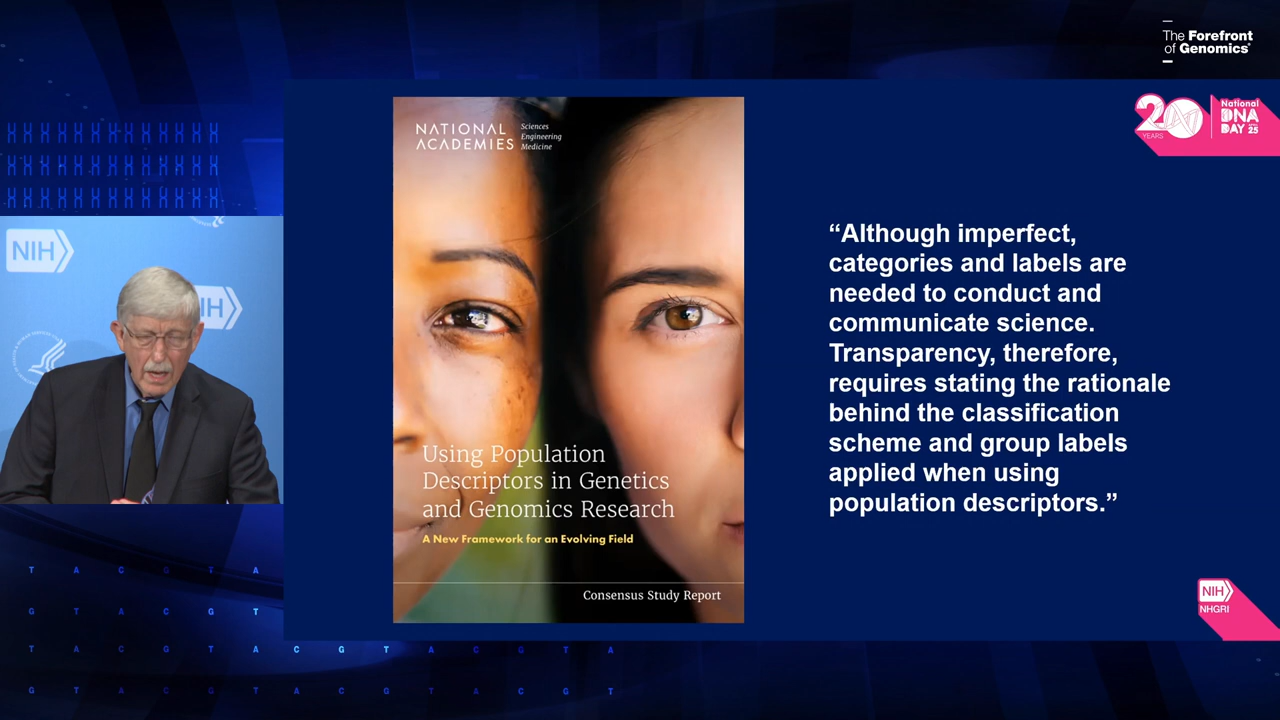 The Forefront
of Genomics®
20
YEARS
National
DNA
DAY APRIL 25
NATIONAL
ACADEMIES
Sciences
Engineering
Medicine
NIH
“Although imperfect,
categories and labels are
needed to conduct and
communicate science.
Transparency, therefore,
requires stating the rationale
behind the classification
scheme and group labels
applied when using
population descriptors.”
Using Population
Descriptors in Genetics
and Genomics Research
A New Framework for an Evolving Field
Consensus Study Report
NIH
NHGRI
T A C G T A
G T A C G T
T A C G T A C G T A C G T A
G T A C G T A C G T A C G T